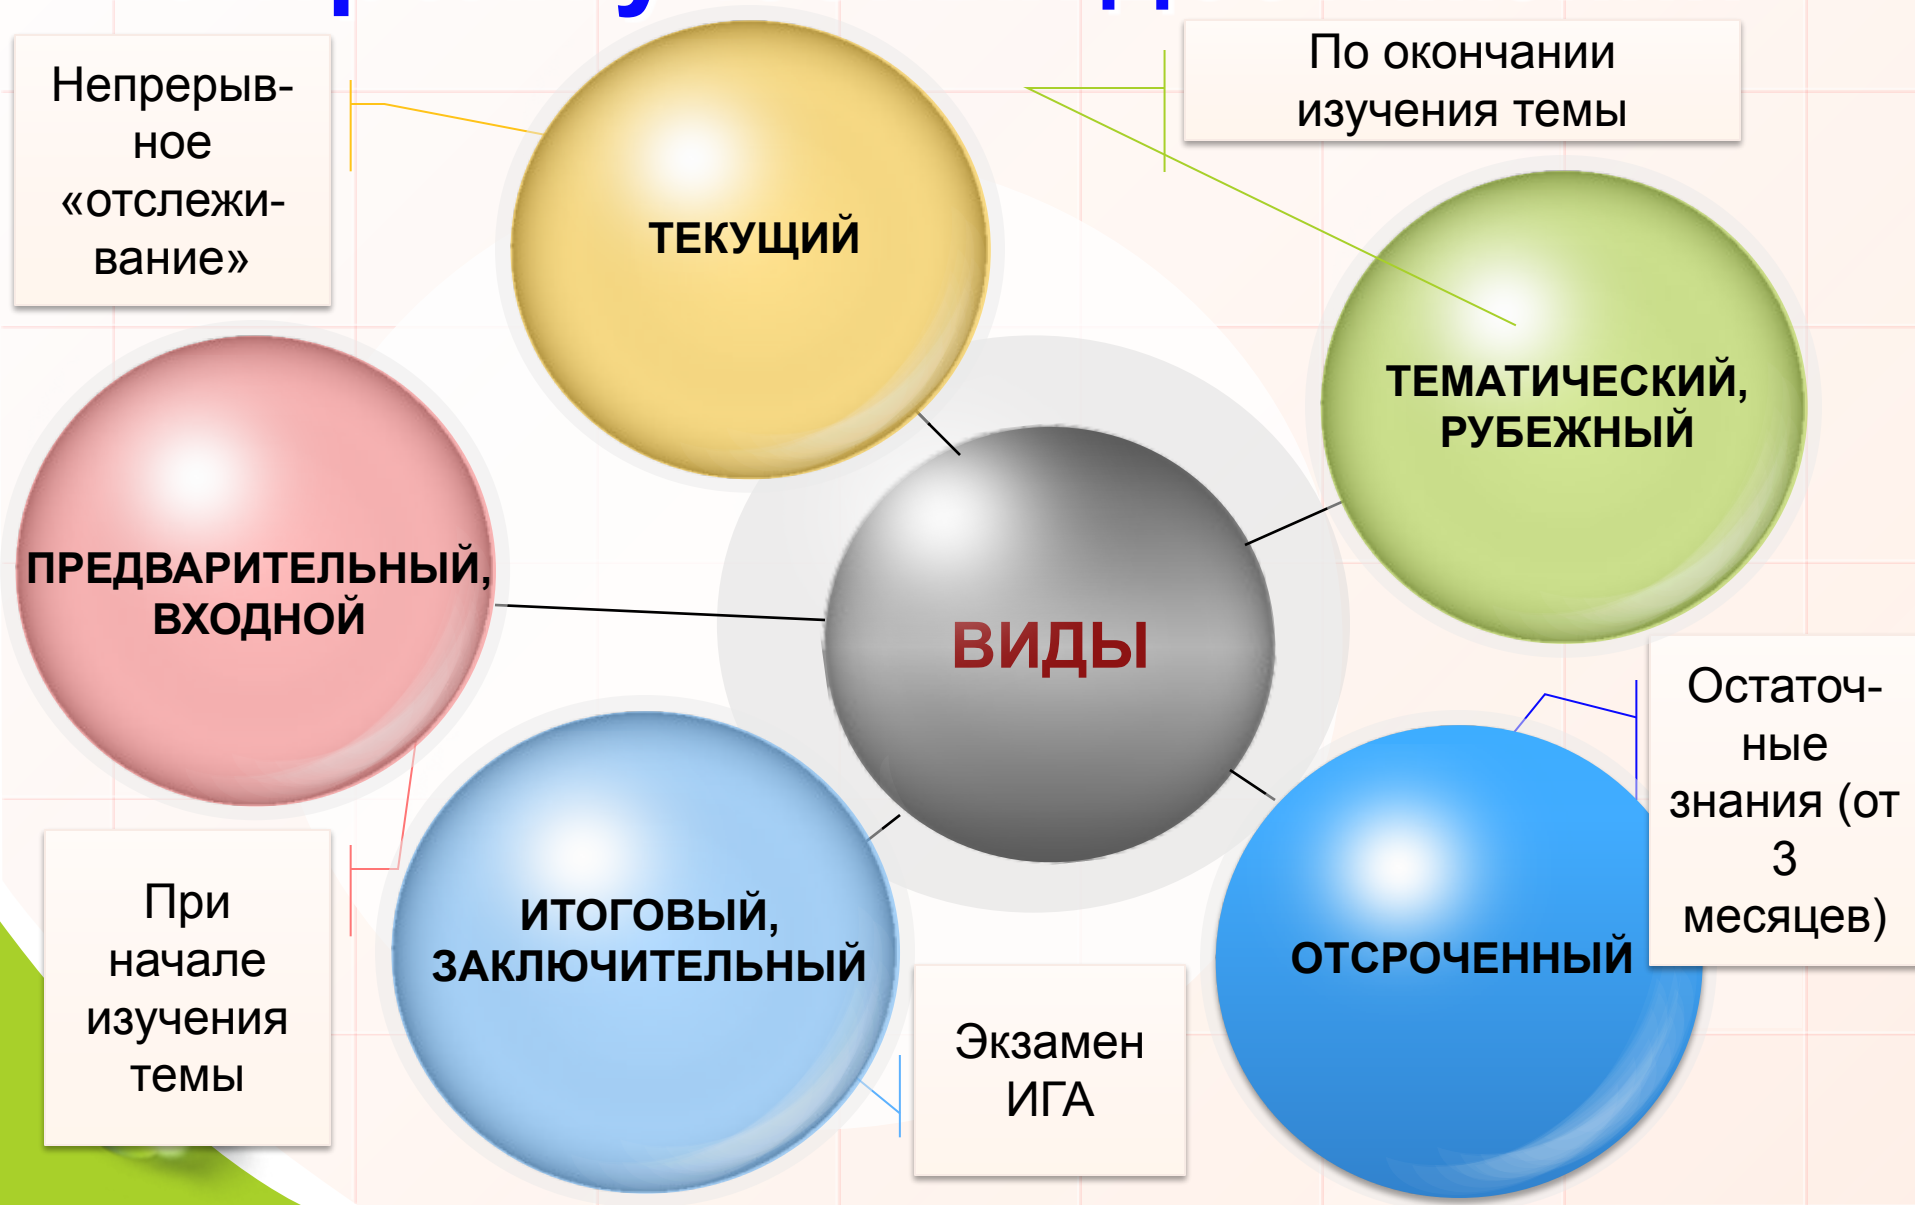 Непрерыв-
ное
«отслежи-
вание»
По окончании
изучения темы
ТЕКУЩИЙ
ТЕМАТИЧЕСКИЙ,
РУБЕЖНЫЙ
ПРЕДВАРИТЕЛЬНЫЙ,
ВХОДНОЙ
ВИДЫ
Остаточ-
ные
знания (от
3
месяцев)
При
начале
изучения
темы
ИТОГОВЫЙ,
ЗАКЛЮЧИТЕЛЬНЫЙ
ОТСРОЧЕННЫЙ
Экзамен
ИГА